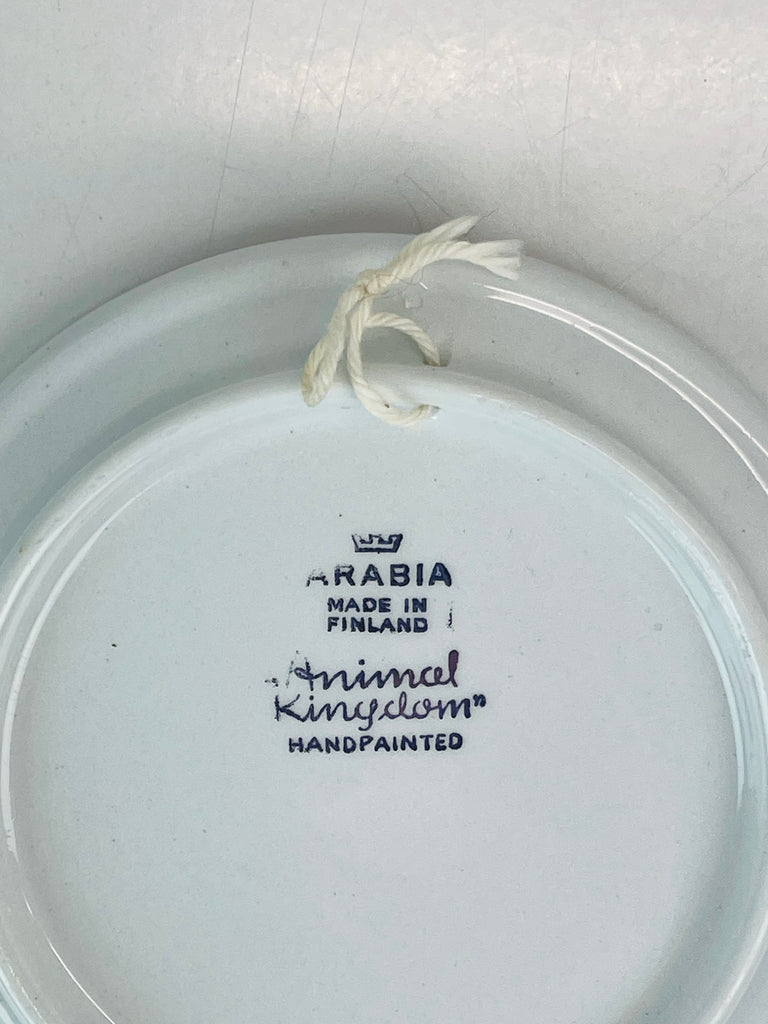 ARABIA
MADE IN
FINLAND
Animal
Kingdom"
HANDPAINTED